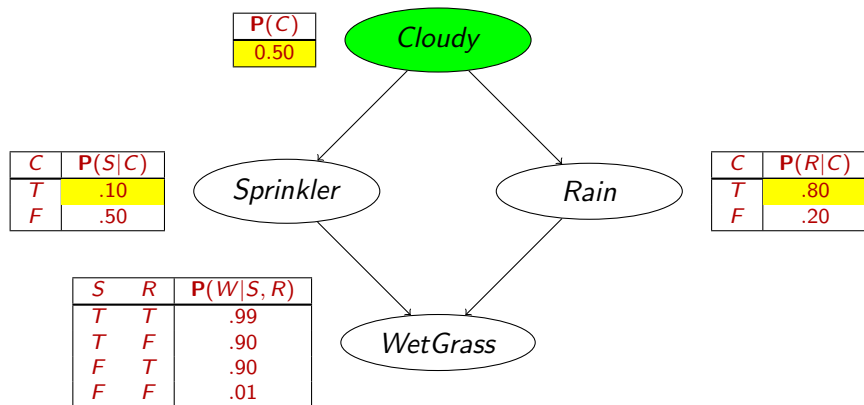 P(C)
0.50
Cloudy
C P(S|C)
T .10
F .50
Sprinkler
Rain
C P(R|C)
T .80
F .20
S R P(W|S, R)
T T .99
T F .90
F T .90
F F .01
WetGrass